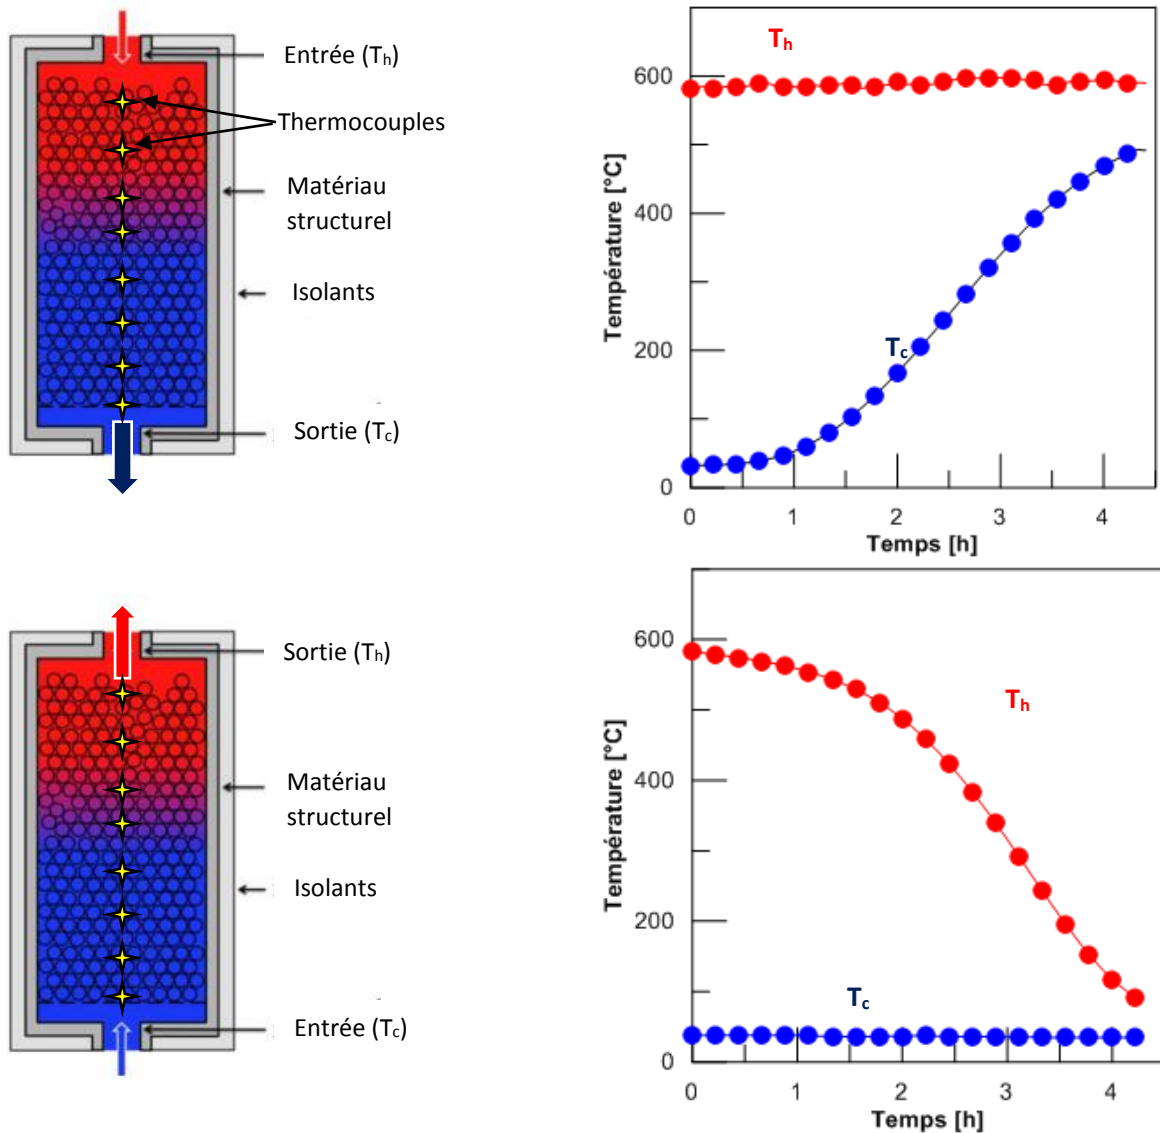 Entrée (Th)
Thermocouples
Matériau
structurel
Isolants
Sortie (Tc)
Th
600
400
200
0
Température [°C]
Tc
0 1 2 3 4
Temps [h]
Sortie (Th)
Matériau
structurel
Isolants
Entrée (Tc)
600
400
200
0
Température [°C]
Th
Tc
0 1 2 3 4
Temps [h]